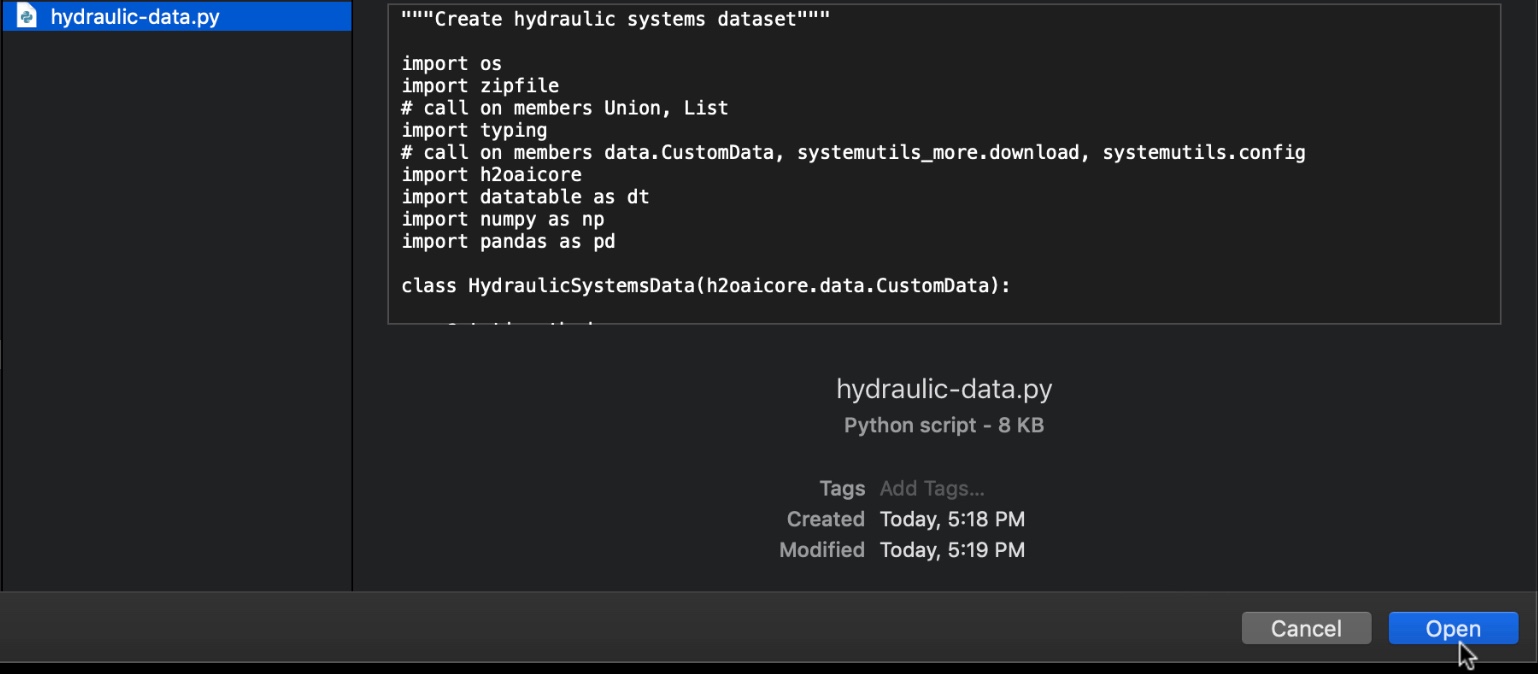 hydraulic-data.py
"""Create hydraulic systems dataset"""
import os
import zipfile
# call on members Union, List
import typing
# call on members data.CustomData, systemutils_more.download, systemutils.config
import h2oaicore
import datatable as dt
import numpy as np
import pandas as pd
class HydraulicSystemsData(h2oaicore.data.CustomData):
hydraulic-data.py
Python script - 8 KB
Tags Add Tags...
Created Today, 5:18 PM
Modified Today, 5:19 PM
Cancel Open